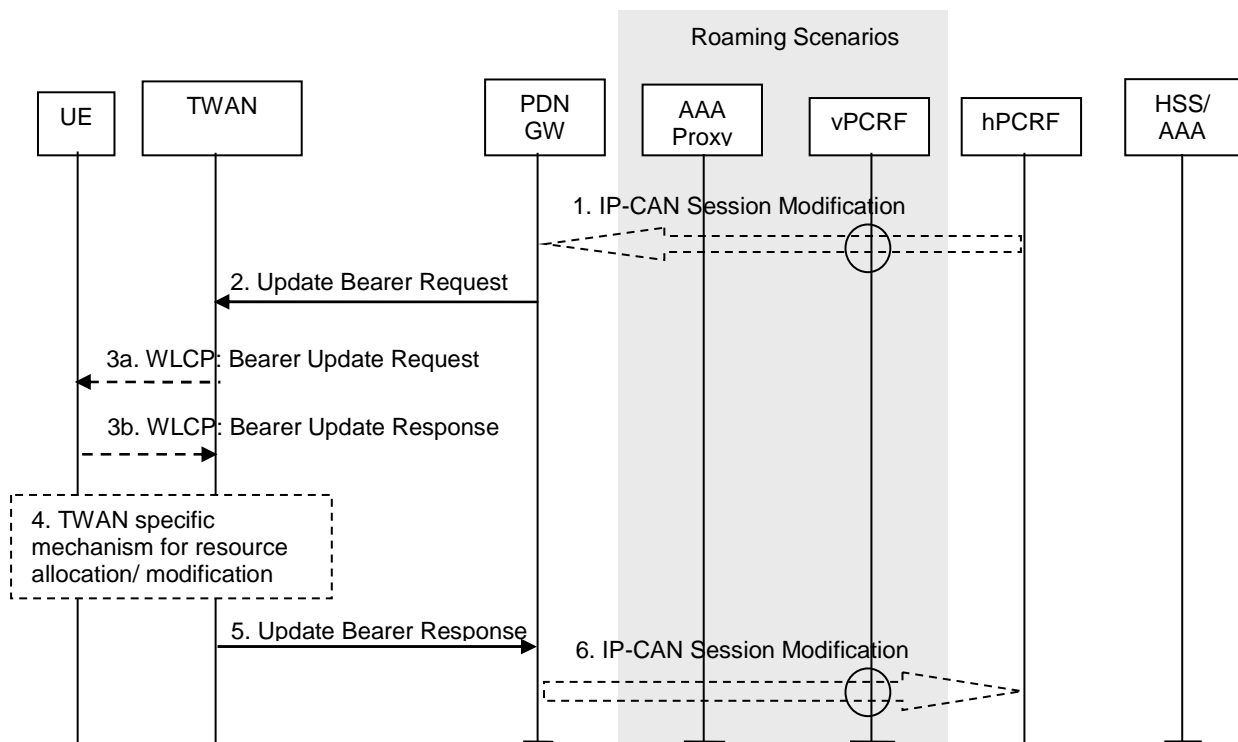 Roaming Scenarios
UE
TWAN
PDN
GW
AAA
Proxy
vPCRF
hPCRF
HSS/
AAA
1. IP-CAN Session Modification
2. Update Bearer Request
3a. WLCP: Bearer Update Request
3b. WLCP: Bearer Update Response
4. TWAN specific
mechanism for resource
allocation/ modification
5. Update Bearer Response
6. IP-CAN Session Modification